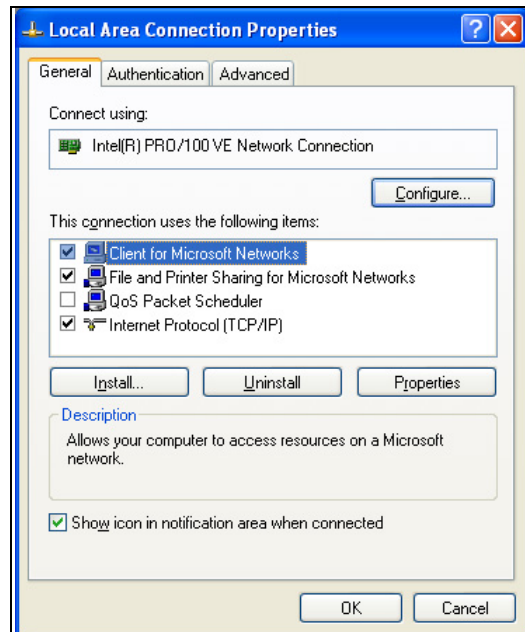 Local Area Connection Properties
General Authentication Advanced
Connect using:
Intel(R) PRO/100 VE Network Connection
Configure...
This connection uses the following items:
Client for Microsoft Networks
File and Printer Sharing for Microsoft Networks
QoS Packet Scheduler
Internet Protocol (TCP/IP)
Install... Uninstall Properties
Description
Allows your computer to access resources on a Microsoft
network.
Show icon in notification area when connected
OK Cancel